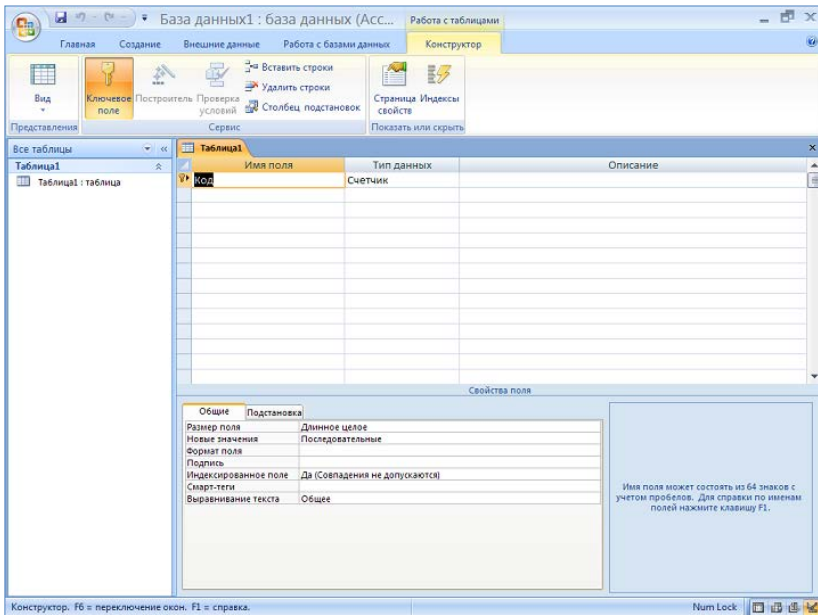 База данных1 : база данных (Acc...
Работа с таблицами
Главная Создание Внешние данные Работа с базами данных Конструктор
Вид
Ключевое поле
Построитель
Проверка условий
Вставить строки
Удалить строки
Столбец подстановок
Страница свойств
Индексы
Представления Сервис Показать или скрыть
Все таблицы
Таблица1
Таблица1 : таблица
Таблица1
Имя поля Тип данных Описание
Код Счетчик
Свойства поля
Общие Подстановка
Размер поля Длинное целое
Новые значения Последовательные
Формат поля
Подпись
Индексированное поле Да (Совпадения не допускаются)
Смарт-теги
Выравнивание текста Общее
Имя поля может состоять из 64 знаков с
учетом пробелов. Для справки по именам
полей нажмите клавишу F1.
Конструктор. F6 = переключение окон. F1 = справка. Num Lock